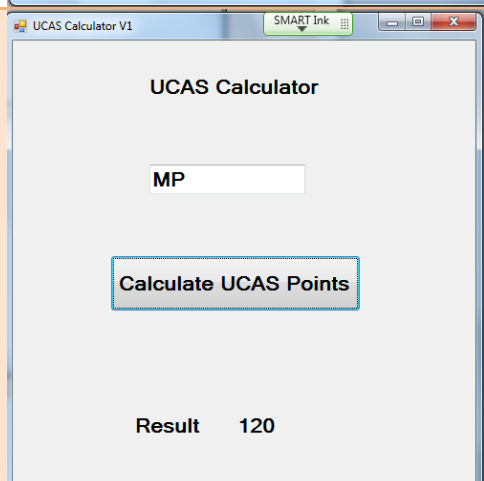 UCAS Calculator V1
SMART Ink
UCAS Calculator
MP
Calculate UCAS Points
Result 120